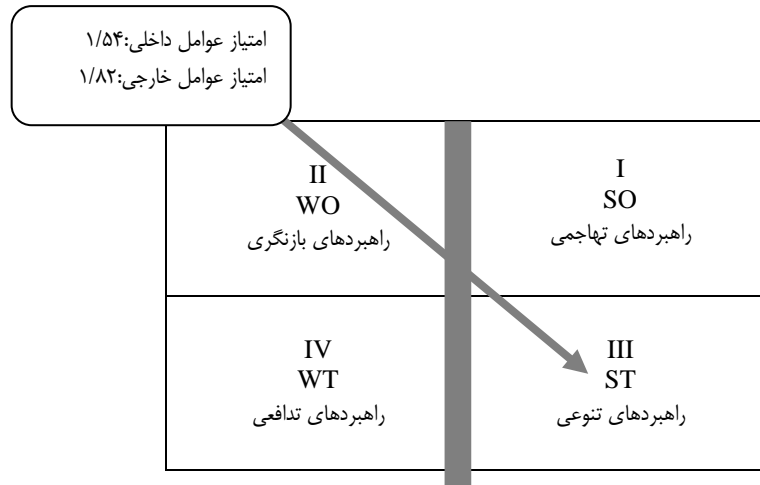 امتیاز عوامل داخلی:۱/۵۴
امتیاز عوامل خارجی:۱/۸۲
I
SO
راهبردهای تهاجمی
II
WO
راهبردهای بازنگری
III
ST
راهبردهای تنوعی
IV
WT
راهبردهای تدافعی